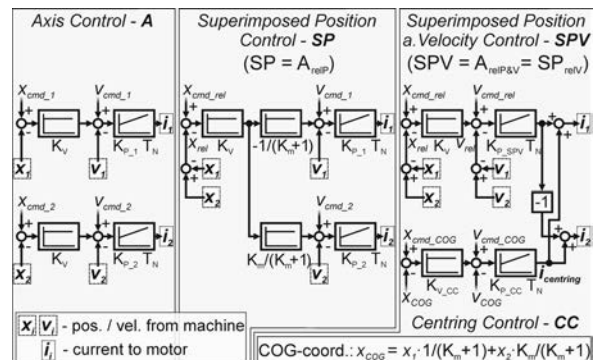 Axis Control - A
Superimposed Position
Control - SP
(SP = A_relP)
Superimposed Position
a.Velocity Control - SPV
(SPV = A_relP&V = SP_relV)
X_cmd_1
V_cmd_1
+
-
+
-
i_1
K_V
K_P_1 T_N
x_1
v_1
X_cmd_2
V_cmd_2
+
-
+
-
i_2
K_V
K_P_2 T_N
x_2
v_2
X_cmd_rel
V_cmd_1
+
+
+
-
i_1
X_rel
K_V
-1/(K_m+1)
K_P_1 T_N
x_1
v_1
-
+
x_2
V_cmd_2
+
+
-
i_2
K_m/(K_m+1)
K_P_2 T_N
v_2
X_cmd_rel
V_cmd_rel
+
-
+
-
+
+
i_1
X_rel
K_V
V_rel
K_P_SPV T_N
x_1
v_1
x_2
v_2
-1
X_cmd_COG
V_cmd_COG
+
-
+
-
+
+
i_2
K_V_CC
K_P_CC T_N
i_centring
X_COG
V_COG
x_i v_i - pos. / vel. from machine
i_i - current to motor
Centring Control - CC
COG-coord.: x_COG = x_1·1/(K_m+1)+x_2·K_m/(K_m+1)